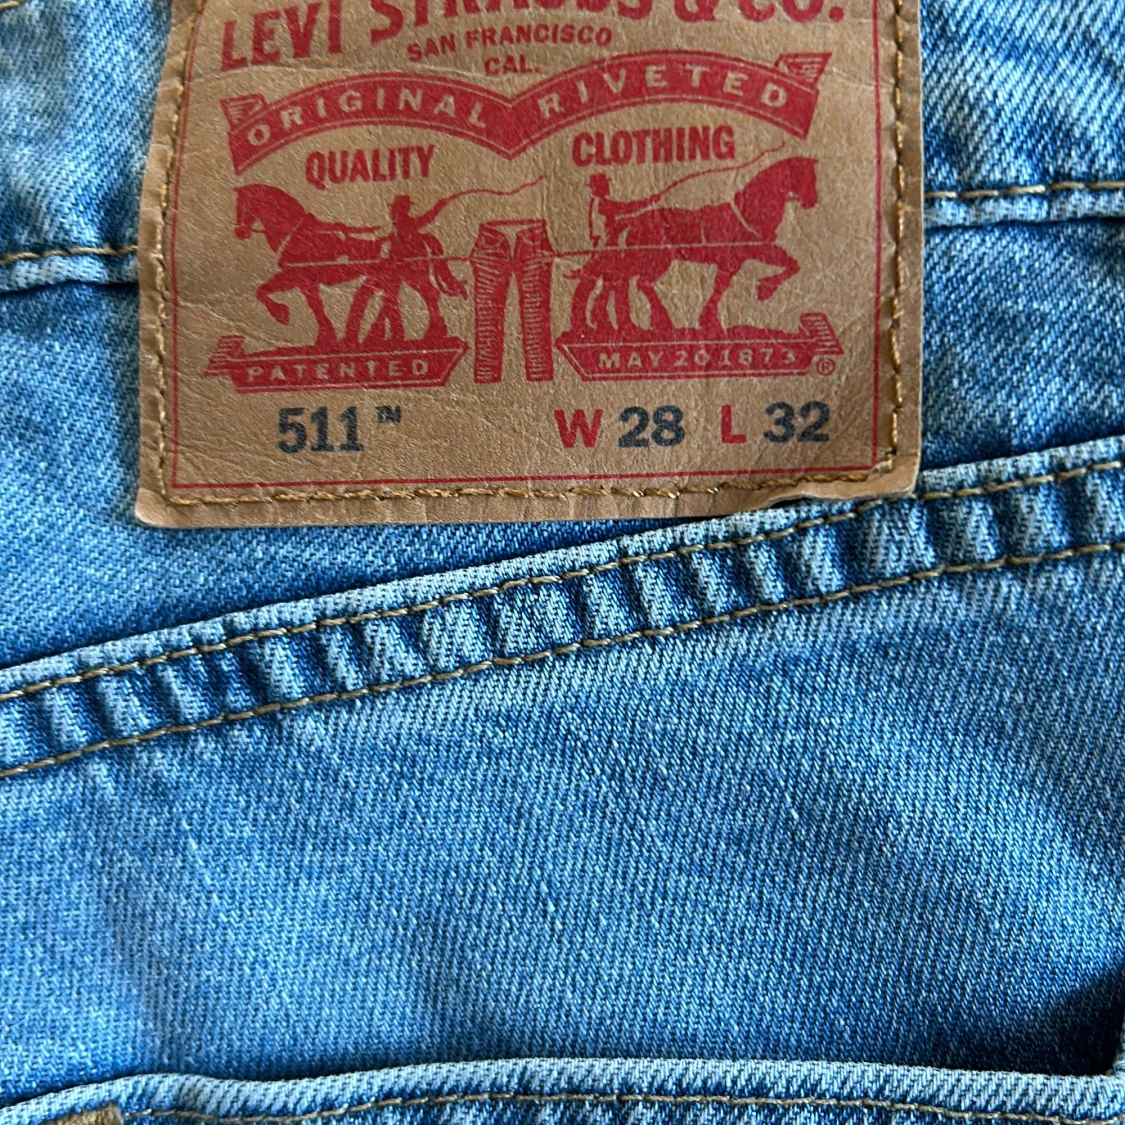 LEVI STRAUSS & CO.
SAN FRANCISCO
CAL.
ORIGINAL RIVETED
QUALITY CLOTHING
PATENTED MAY 20 1873 ®
511™ W 28 L 32